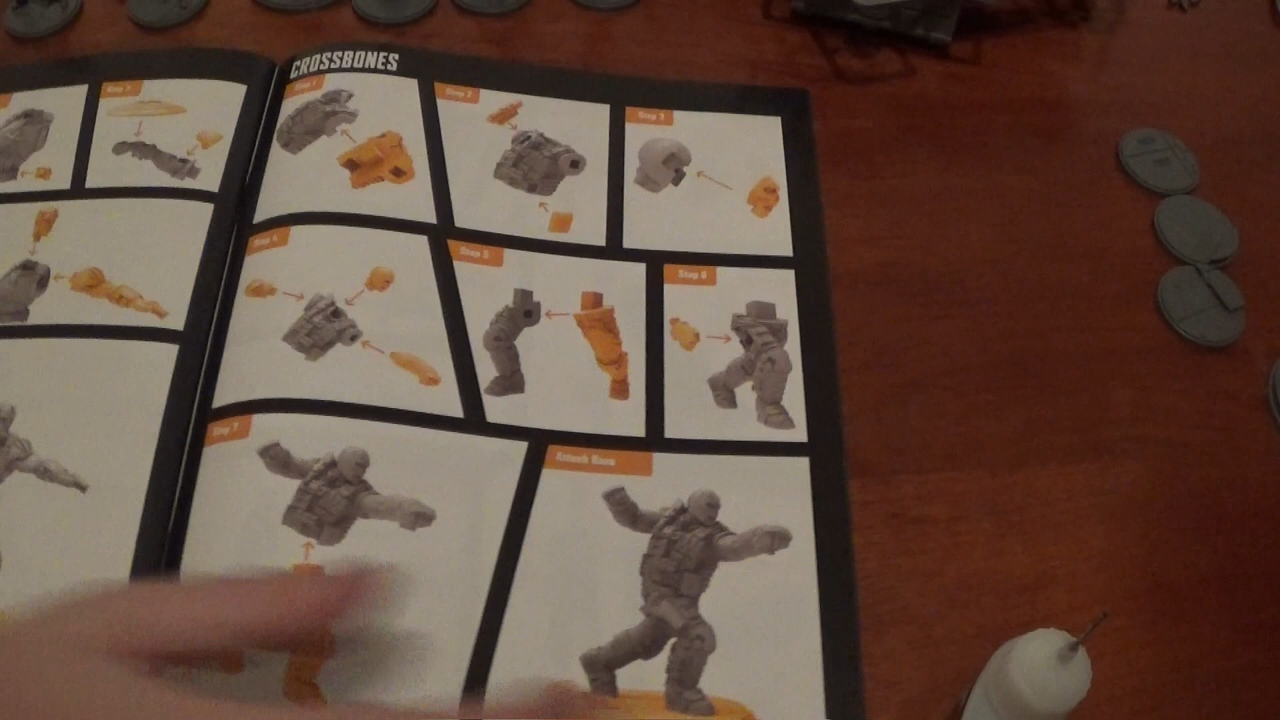 CROSSBONES
Step 1
Step 2
Step 3
Step 4
Step 5
Step 6
Step 7
Attach Base